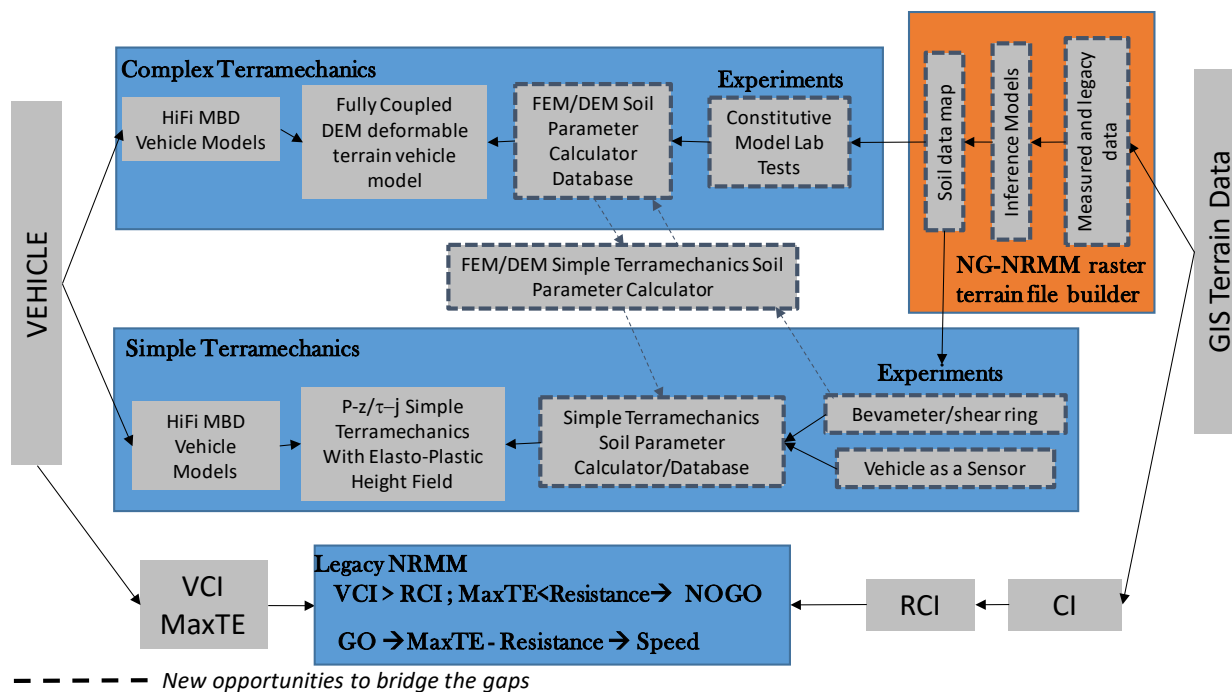 Complex Terramechanics
HiFi MBD
Vehicle Models
Fully Coupled
DEM deformable
terrain vehicle
model
FEM/DEM Soil
Parameter
Calculator
Database
Experiments
Constitutive
Model Lab
Tests
Soil data map
Inference Models
Measured and legacy
data
NG-NRMM raster
terrain file builder
VEHICLE
GIS Terrain Data
FEM/DEM Simple Terramechanics Soil
Parameter Calculator
Simple Terramechanics
HiFi MBD
Vehicle
Models
P-z/τ–j Simple
Terramechanics
With Elasto-Plastic
Height Field
Simple Terramechanics
Soil Parameter
Calculator/Database
Experiments
Bevameter/shear ring
Vehicle as a Sensor
VCI
MaxTE
Legacy NRMM
VCI > RCI ; MaxTE<Resistance→ NOGO
GO →MaxTE - Resistance → Speed
RCI
CI
New opportunities to bridge the gaps